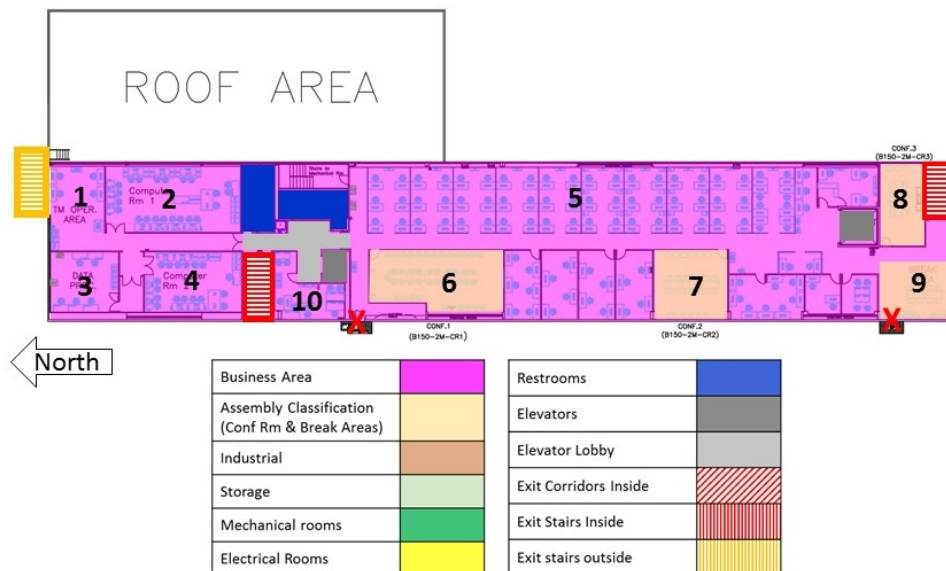 ROOF AREA
CONF.3
(B150-2M-CR3)
Stairs to
Mechanical Rm.
1
TM OPER.
AREA
Computer
Rm 1
2
5
8
3
DATA
Computer
Rm 2
4
10
6
7
9
X
X
CONF.1
(B150-2M-CR1)
CONF.2
(B150-2M-CR2)
North
Business Area
Assembly Classification
(Conf Rm & Break Areas)
Industrial
Storage
Mechanical rooms
Electrical Rooms
Restrooms
Elevators
Elevator Lobby
Exit Corridors Inside
Exit Stairs Inside
Exit stairs outside